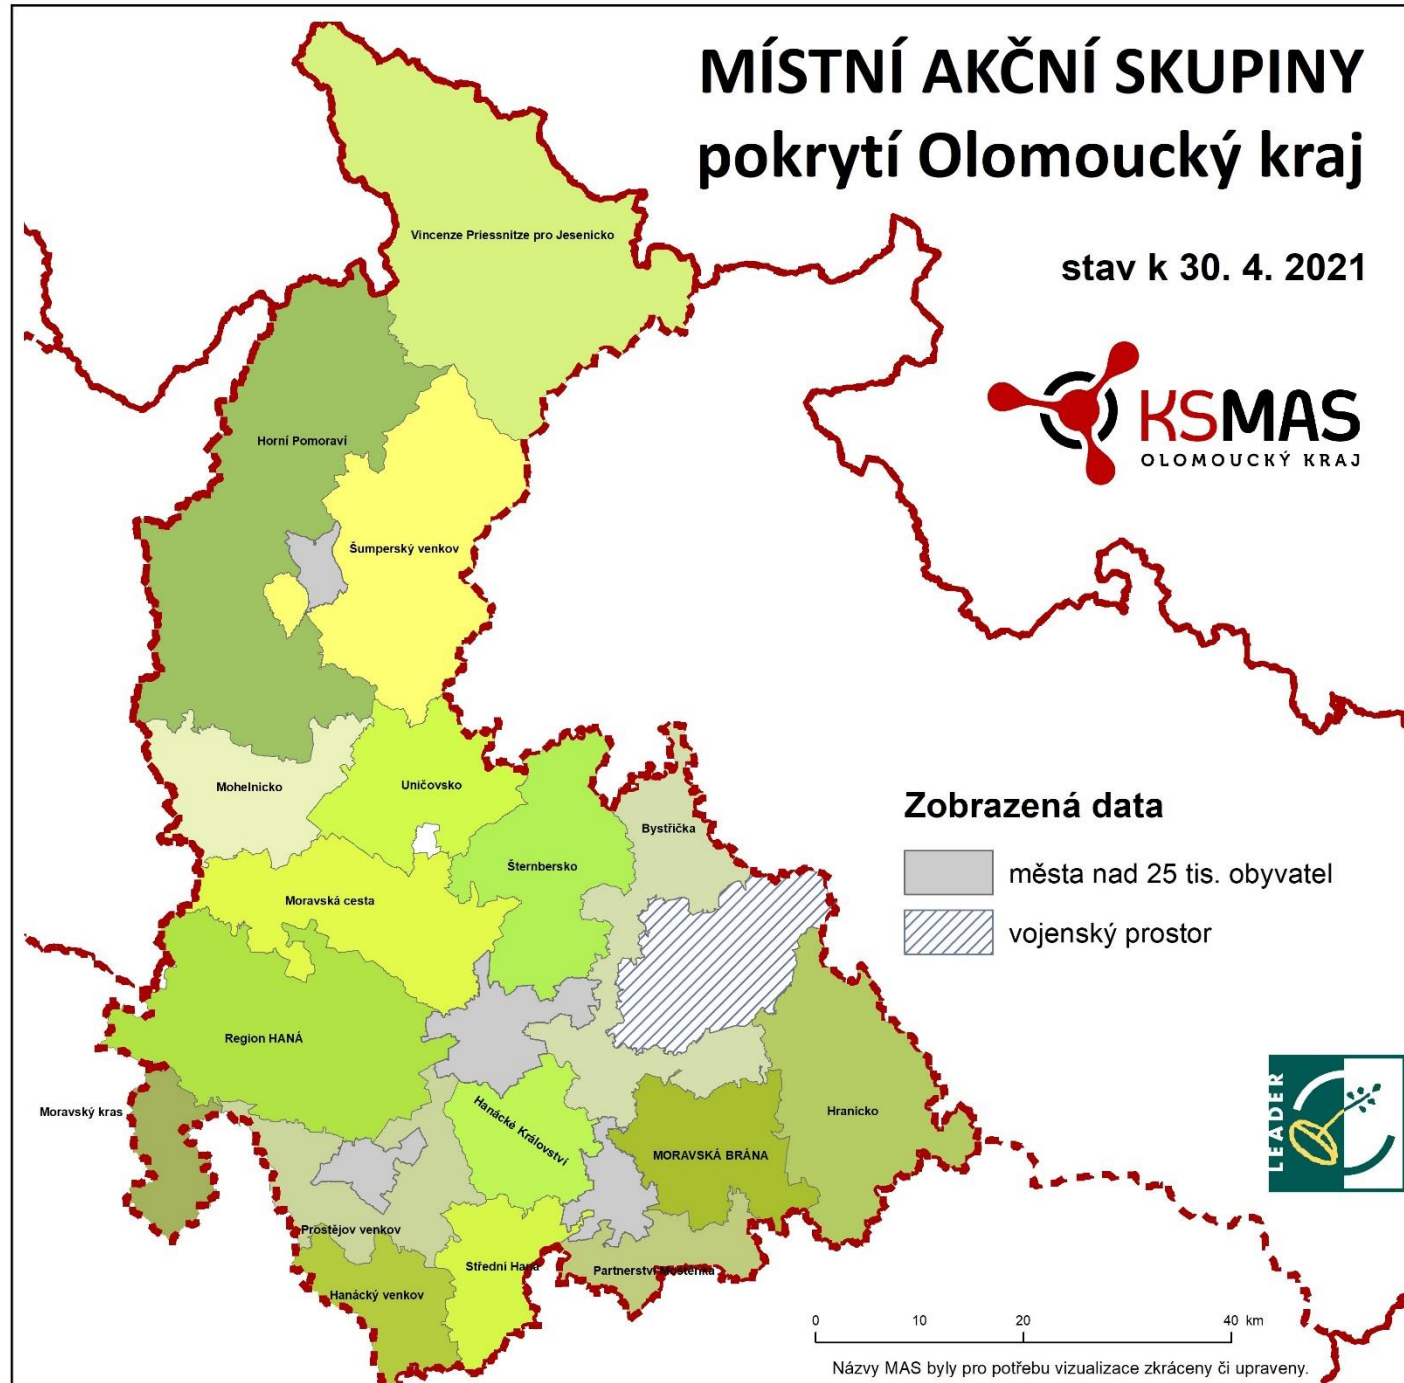 MÍSTNÍ AKČNÍ SKUPINY
pokrytí Olomoucký kraj
stav k 30. 4. 2021
KSMAS
OLOMOUCKÝ KRAJ
Vincenze Priessnitze pro Jesenicko
Horní Pomoraví
Šumperský venkov
Mohelnicko
Uničovsko
Bystřička
Šternbersko
Moravská cesta
Region HANÁ
Moravský kras
Hanácké Království
MORAVSKÁ BRÁNA
Hranicko
Prostějov venkov
Střední Haná
Partnerství Moštěnka
Hanácký venkov
Zobrazená data
města nad 25 tis. obyvatel
vojenský prostor
LEADER
0 10 20 40 km
Názvy MAS byly pro potřebu vizualizace zkráceny či upraveny.